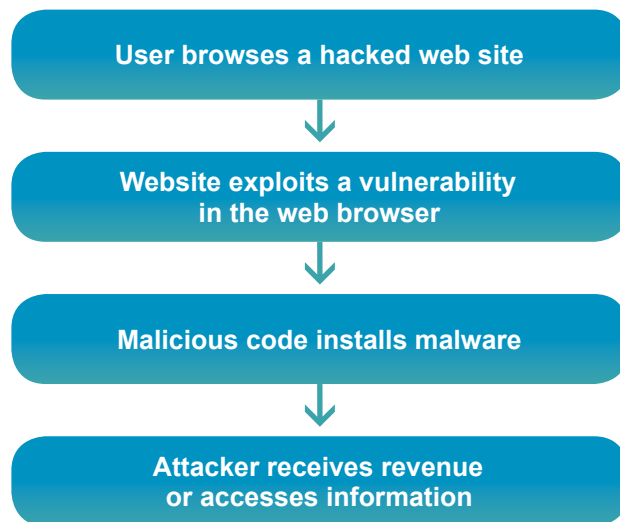 User browses a hacked web site
Website exploits a vulnerability
in the web browser
Malicious code installs malware
Attacker receives revenue
or accesses information